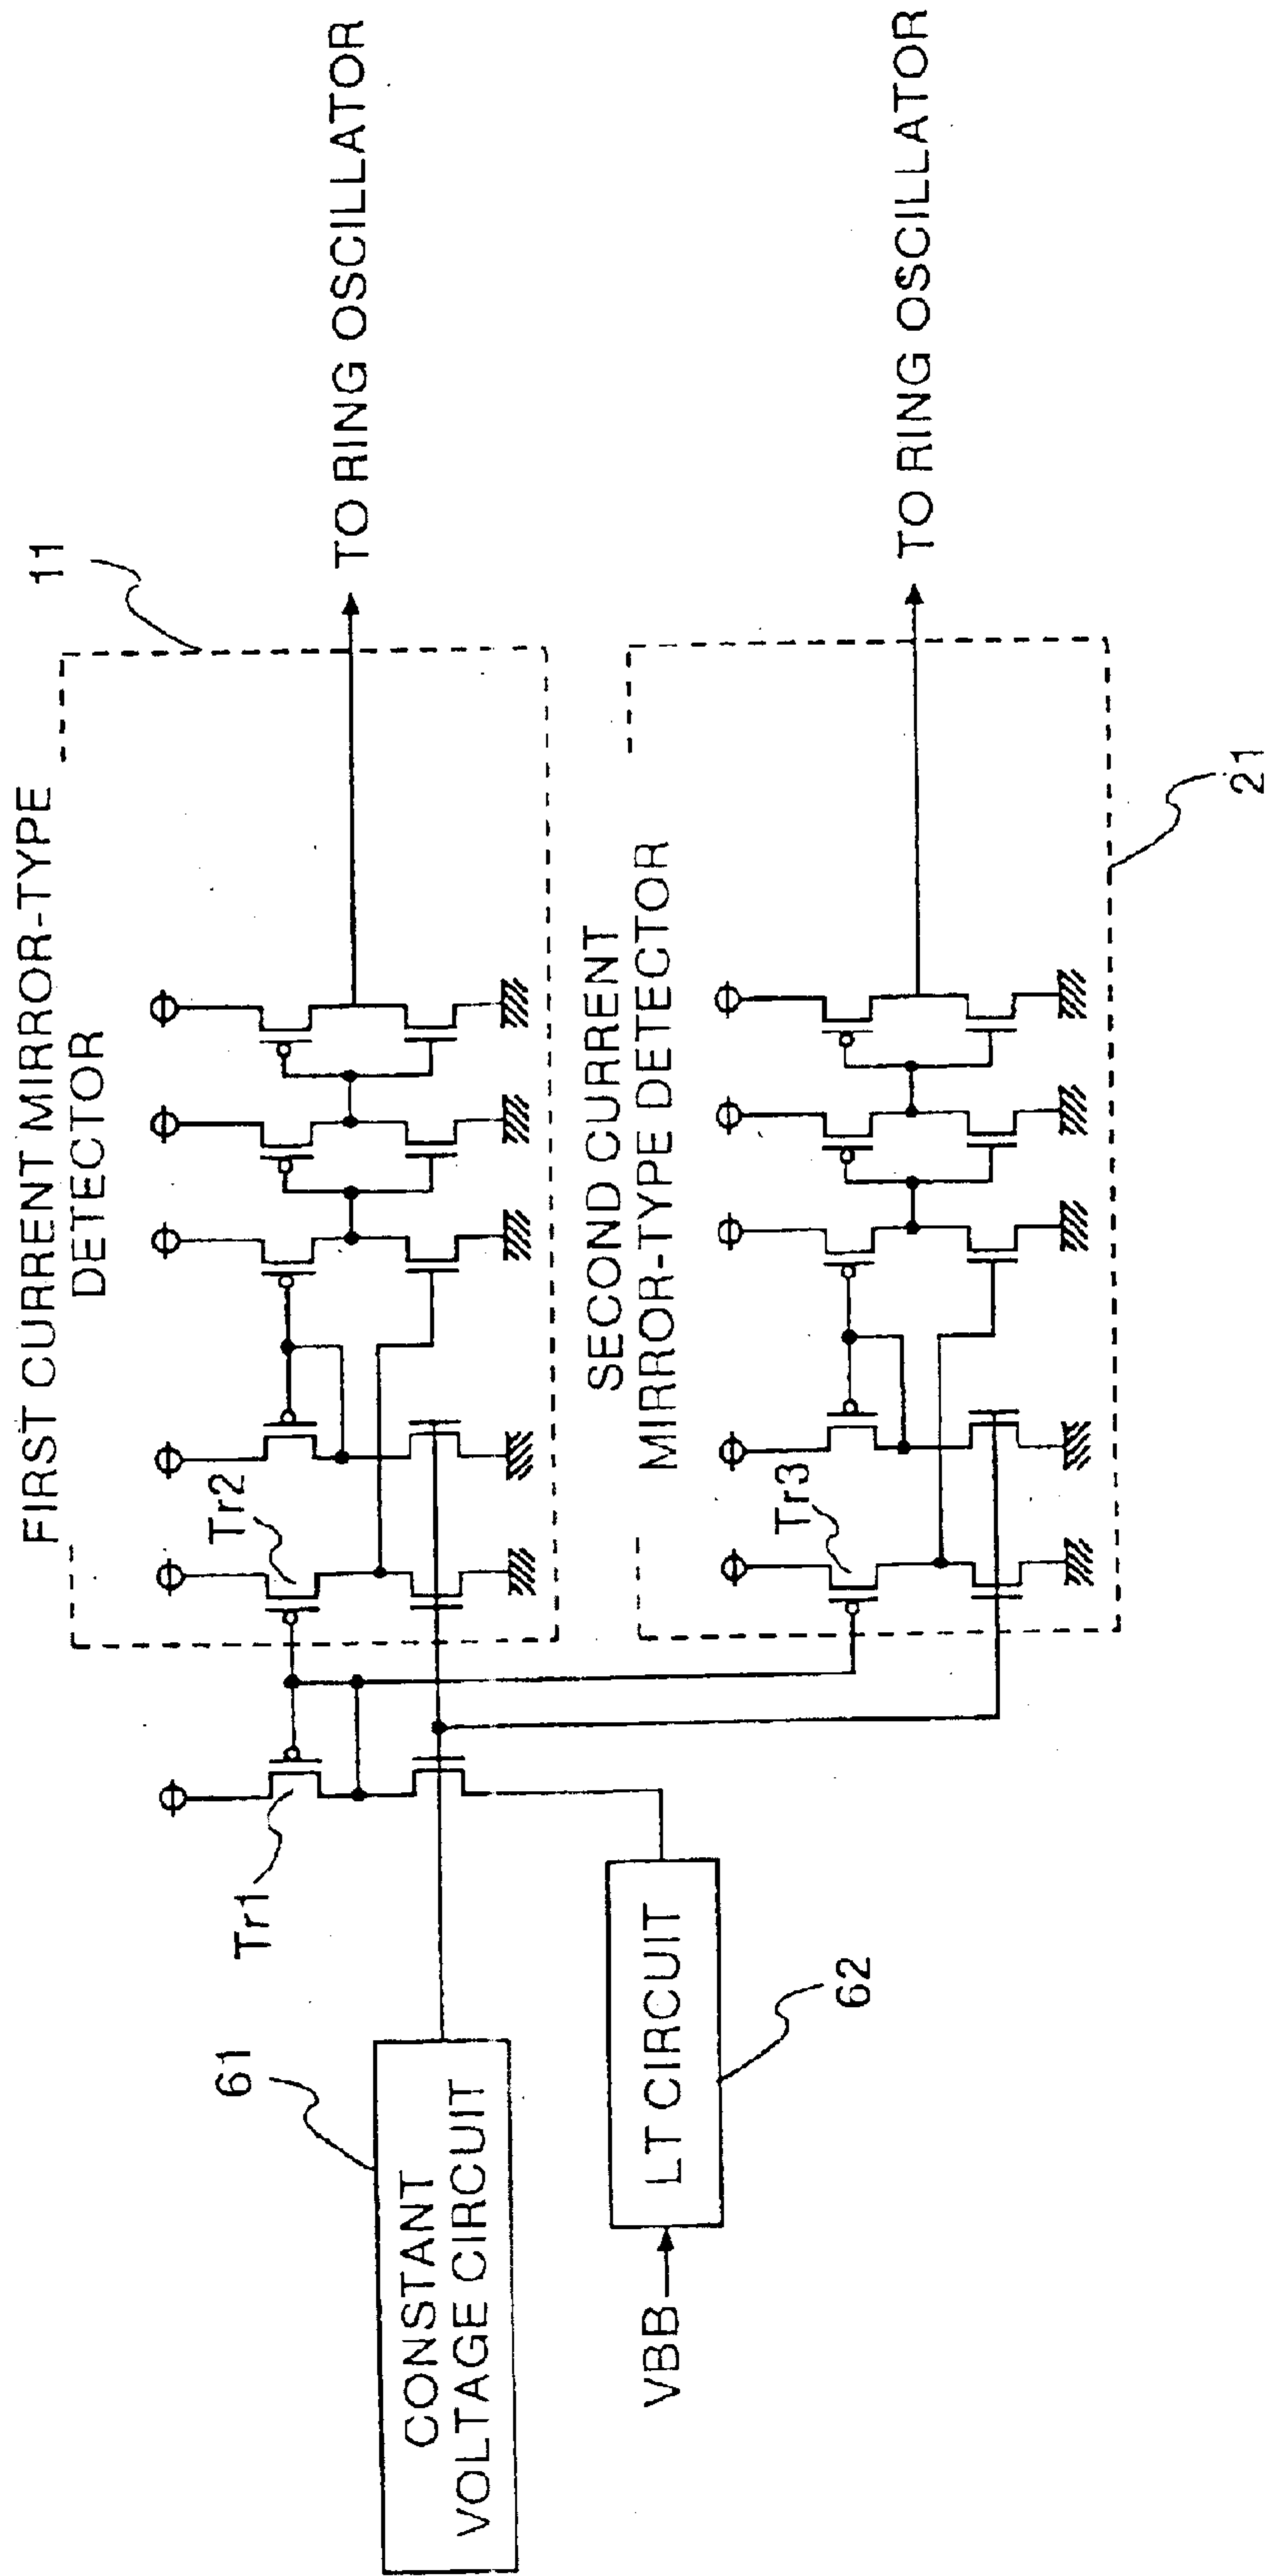 FIRST CURRENT MIRROR-TYPE
DETECTOR
11
TO RING OSCILLATOR
Tr1
Tr2
61
CONSTANT
VOLTAGE CIRCUIT
SECOND CURRENT
MIRROR-TYPE DETECTOR
TO RING OSCILLATOR
Tr3
VBB
LT CIRCUIT
62
21